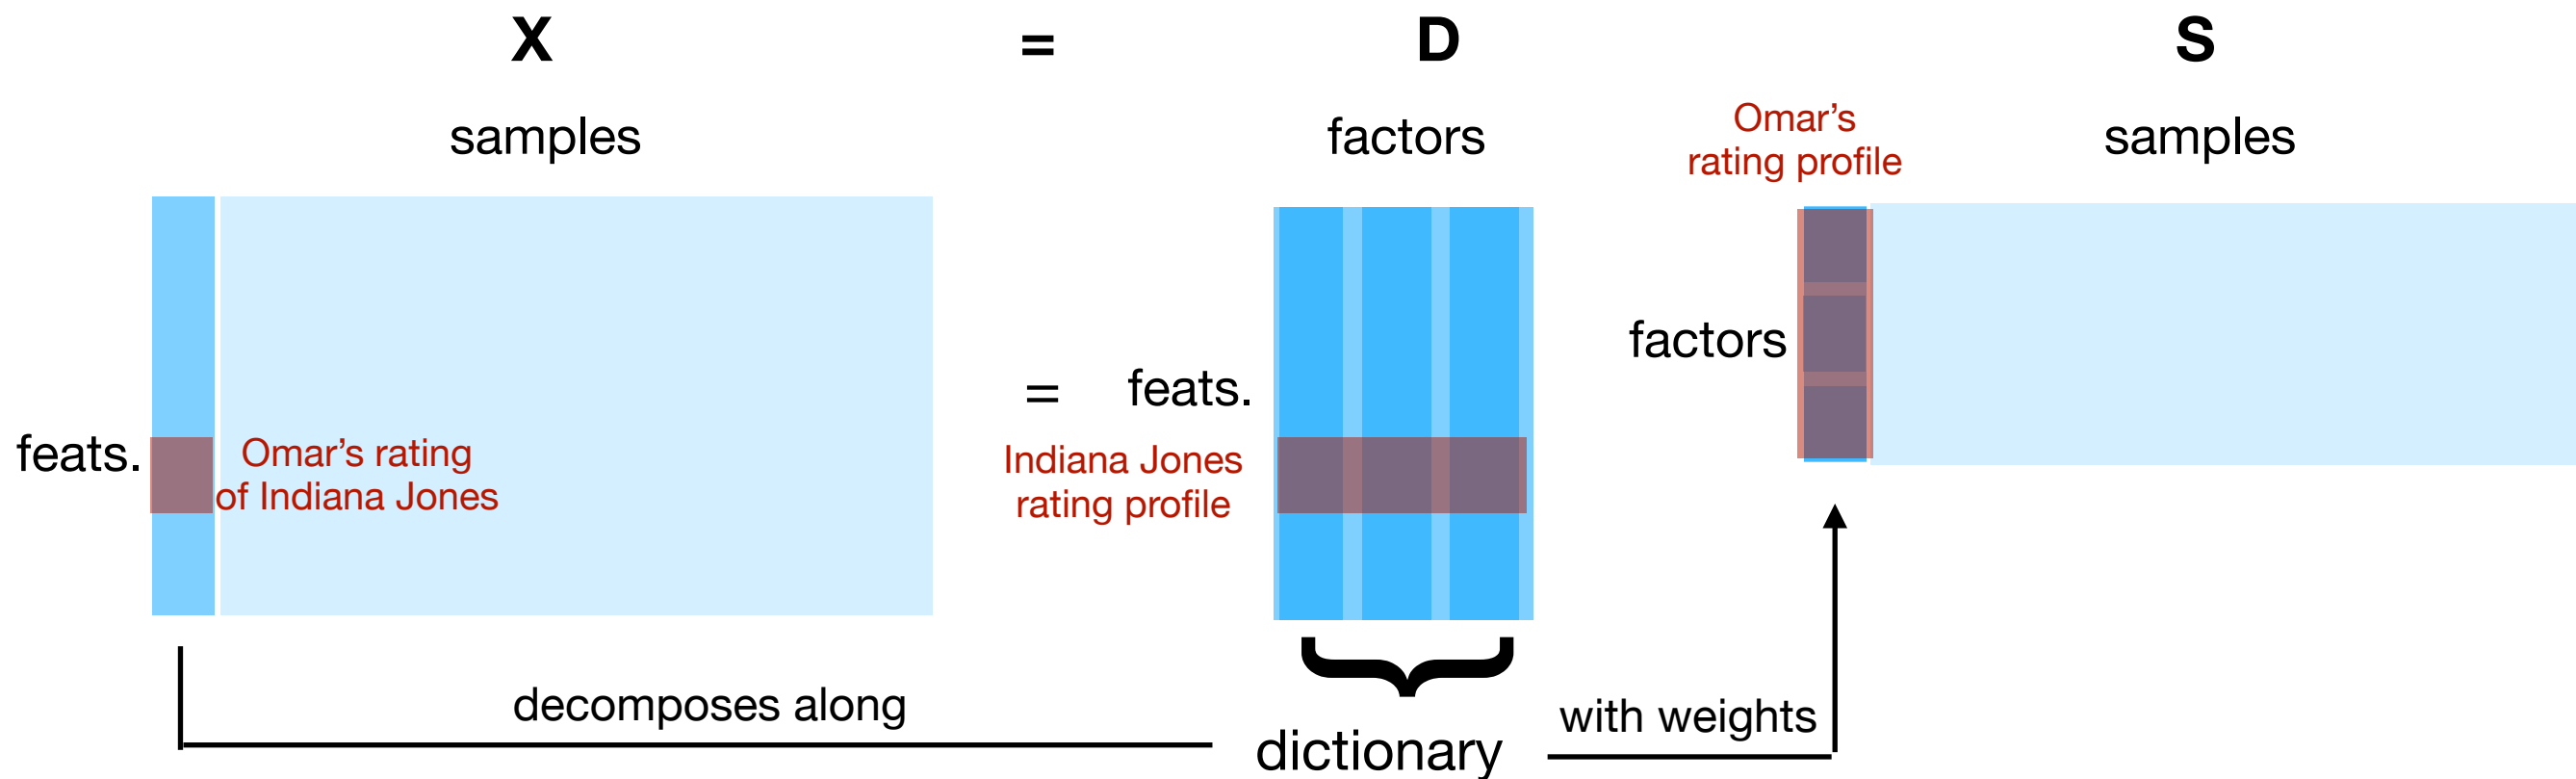 X = D S
samples
factors
Omar's
rating profile
samples
feats.
Omar's rating
of Indiana Jones
=
feats.
Indiana Jones
rating profile
factors
decomposes along
dictionary
with weights